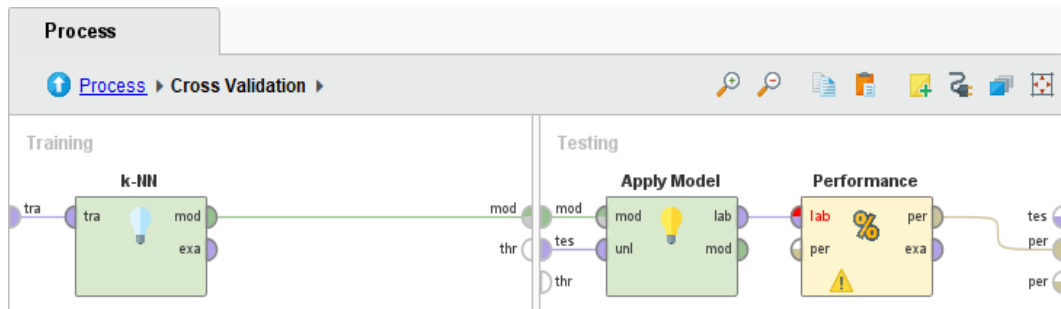 Process
Process Cross Validation
Training
Testing
k-NN
Apply Model
Performance
tra
tra
mod
mod
mod
mod
lab
lab
per
tes
exa
thr
tes
unl
mod
per
exa
per
thr
per